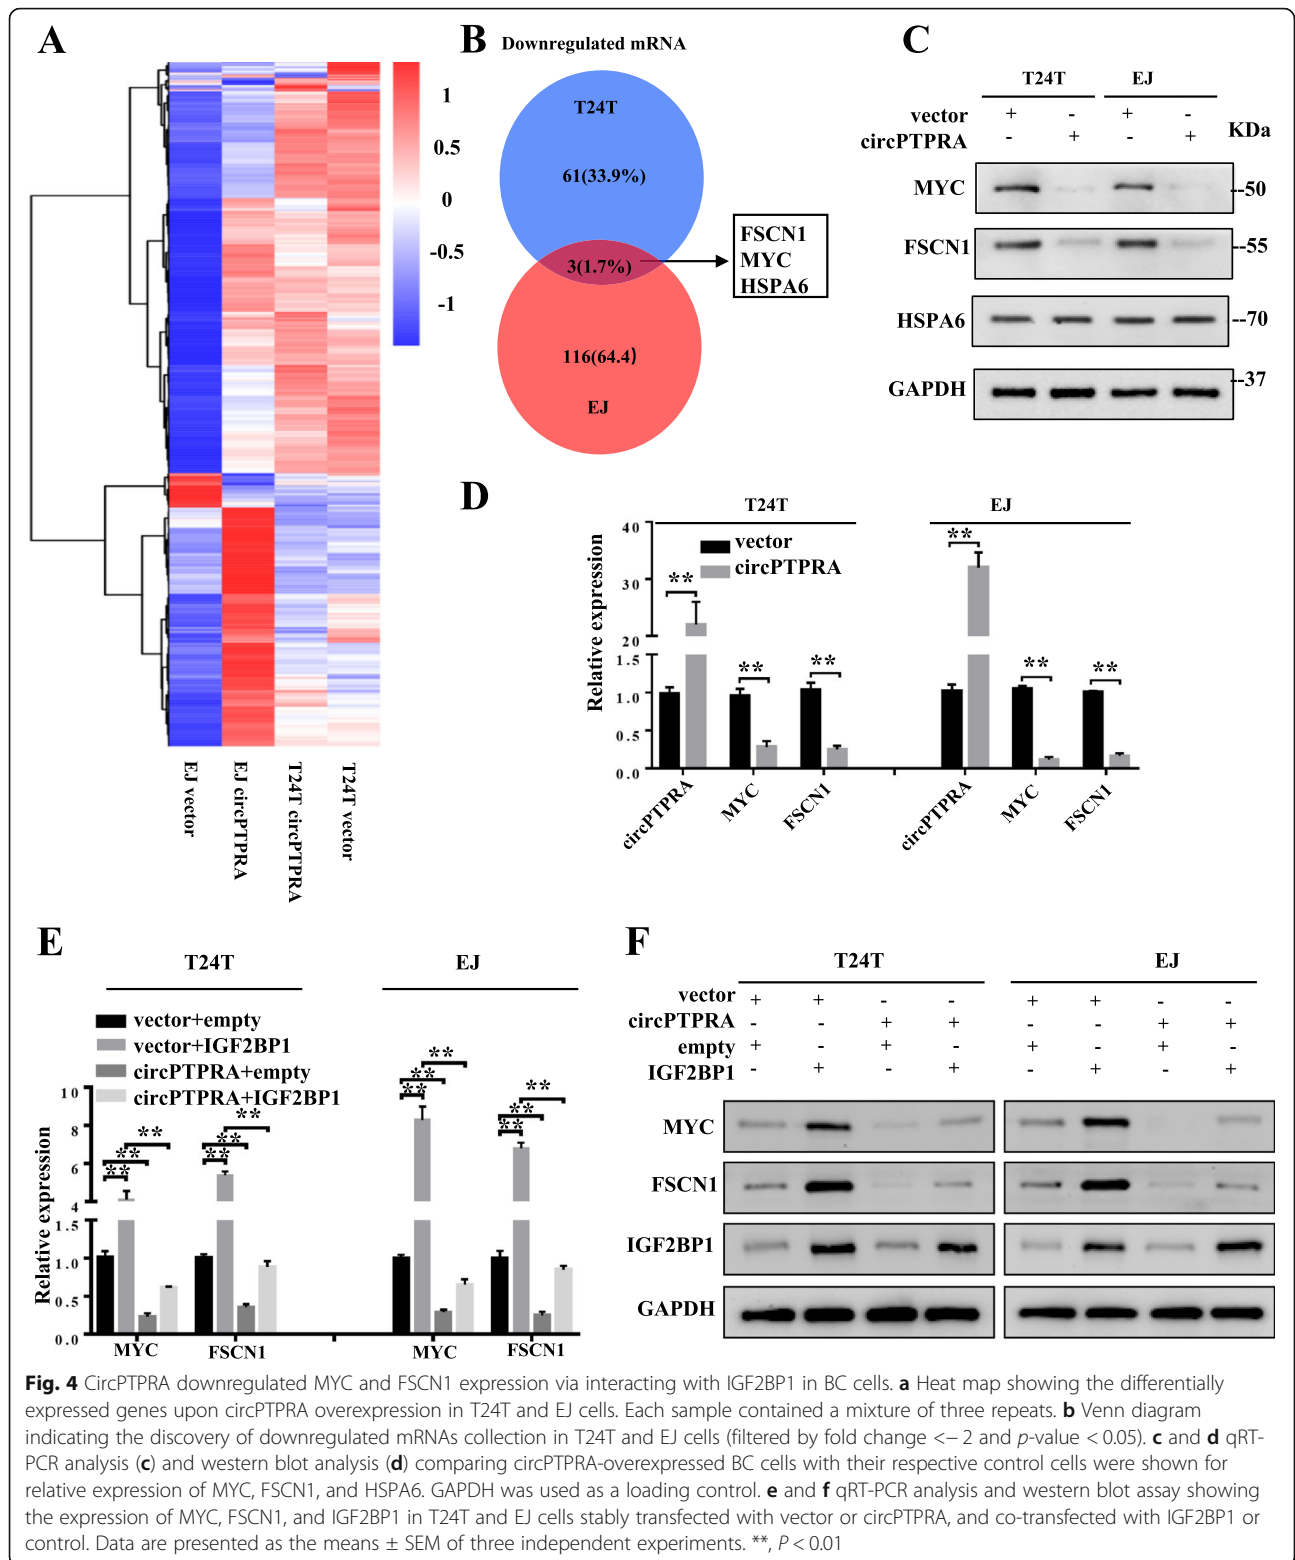 A
1
0.5
0
-0.5
-1
EJ vector
EJ circPTPRA
T24T circPTPRA
T24T vector
B
Downregulated mRNA
T24T
61(33.9%)
3(1.7%)
116(64.4)
EJ
FSCN1
MYC
HSPA6
C
T24T EJ
vector + - + -
circPTPRA - + - +
KDa
MYC --50
FSCN1 --55
HSPA6 --70
GAPDH --37
D
T24T EJ
vector
circPTPRA
Relative expression
40
30
20
1.5
1.0
0.5
0.0
** ** ** ** ** **
circPTPRA MYC FSCN1 circPTPRA MYC FSCN1
E
T24T EJ
vector+empty
vector+IGF2BP1
circPTPRA+empty
circPTPRA+IGF2BP1
Relative expression
10
8
6
4
1.5
1.0
0.5
0.0
** ** ** ** ** ** ** ** ** ** ** **
MYC FSCN1 MYC FSCN1
F
T24T EJ
vector + + - - + + - -
circPTPRA - - + + - - + +
empty + - + - + - + -
IGF2BP1 - + - + - + - +
MYC
FSCN1
IGF2BP1
GAPDH
Fig. 4 CircPTPRA downregulated MYC and FSCN1 expression via interacting with IGF2BP1 in BC cells. a Heat map showing the differentially
expressed genes upon circPTPRA overexpression in T24T and EJ cells. Each sample contained a mixture of three repeats. b Venn diagram
indicating the discovery of downregulated mRNAs collection in T24T and EJ cells (filtered by fold change <− 2 and p-value < 0.05). c and d qRT-
PCR analysis (c) and western blot analysis (d) comparing circPTPRA-overexpressed BC cells with their respective control cells were shown for
relative expression of MYC, FSCN1, and HSPA6. GAPDH was used as a loading control. e and f qRT-PCR analysis and western blot assay showing
the expression of MYC, FSCN1, and IGF2BP1 in T24T and EJ cells stably transfected with vector or circPTPRA, and co-transfected with IGF2BP1 or
control. Data are presented as the means ± SEM of three independent experiments. **, P < 0.01